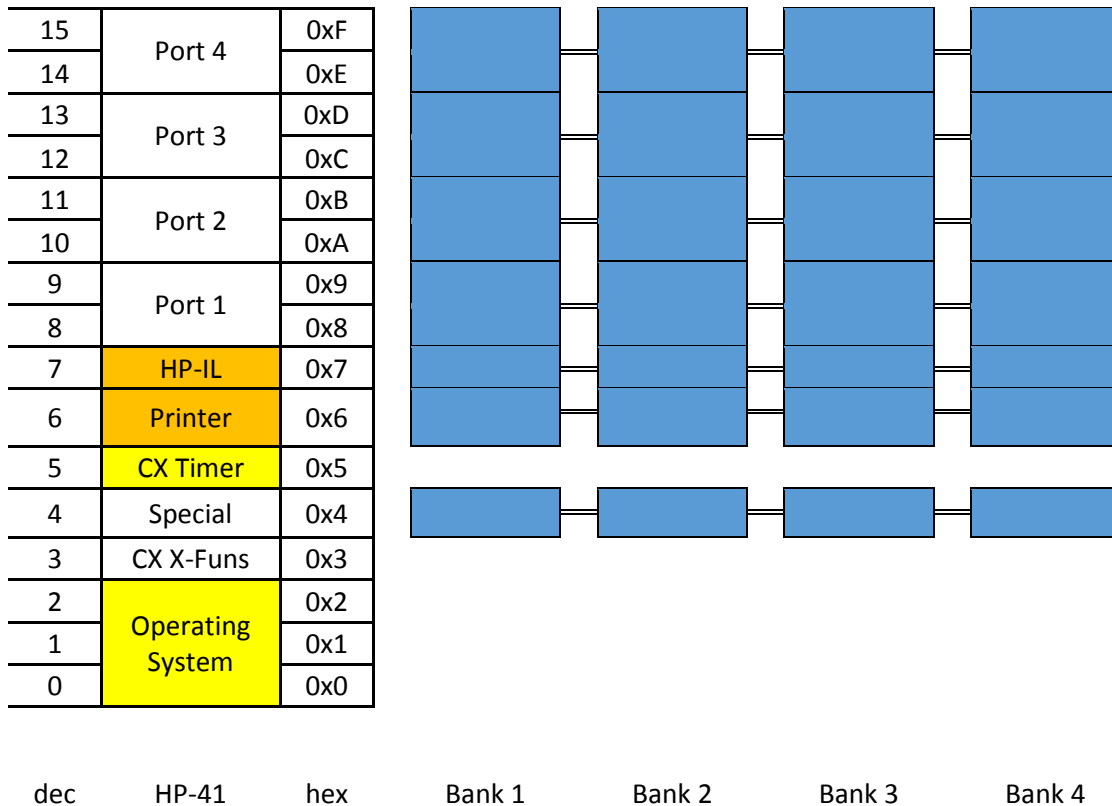 15 Port 4 0xF
14 0xE
13 Port 3 0xD
12 0xC
11 Port 2 0xB
10 0xA
9 Port 1 0x9
8 0x8
7 HP-IL 0x7
6 Printer 0x6
5 CX Timer 0x5
4 Special 0x4
3 CX X-Funs 0x3
2 Operating 0x2
1 System 0x1
0 0x0
dec HP-41 hex Bank 1 Bank 2 Bank 3 Bank 4